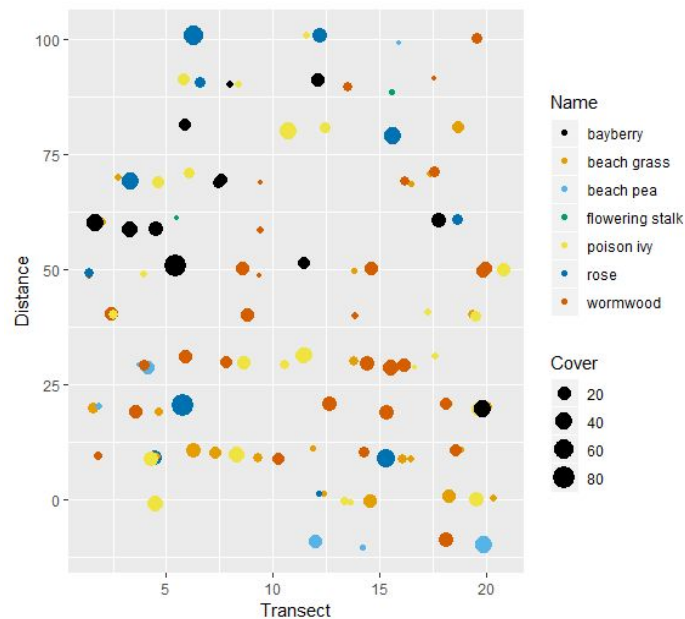 100
75
50
25
0
Distance
5
10
15
20
Transect
Name
bayberry
beach grass
beach pea
flowering stalk
poison ivy
rose
wormwood
Cover
20
40
60
80